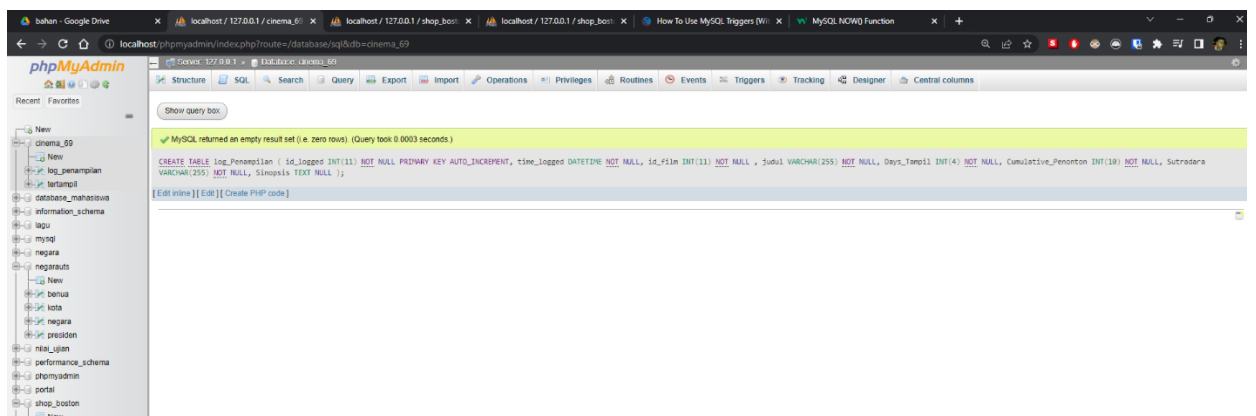 bahan - Google Drive
localhost / 127.0.0.1 / cinema_69
localhost / 127.0.0.1 / shop_bost
localhost / 127.0.0.1 / shop_bost
How To Use MySQL Triggers (Wit
MySQL NOW() Function
localhost/phpmyadmin/index.php?route=/database/sql&db=cinema_69
phpMyAdmin
Server: 127.0.0.1 » Database: cinema_69
Structure SQL Search Query Export Import Operations Privileges Routines Events Triggers Tracking Designer Central columns
Recent Favorites
Show query box
MySQL returned an empty result set (i.e. zero rows). (Query took 0.0003 seconds.)
CREATE TABLE log_Penampilan ( id_logged INT(11) NOT NULL PRIMARY KEY AUTO_INCREMENT, time_logged DATETIME NOT NULL, id_film INT(11) NOT NULL , judul VARCHAR(255) NOT NULL, Days_Tampil INT(4) NOT NULL, Cumulative_Penonton INT(10) NOT NULL, Sutradara
VARCHAR(255) NOT NULL, Sinopsis TEXT NULL );
[ Edit inline ] [ Edit ] [ Create PHP code ]
New
cinema_69
New
log_penampilan
tertampil
database_mahasiswa
information_schema
lagu
mysql
negara
negarauts
New
benua
kota
negara
presiden
nilai_ujian
performance_schema
phpmyadmin
portal
shop_boston
New